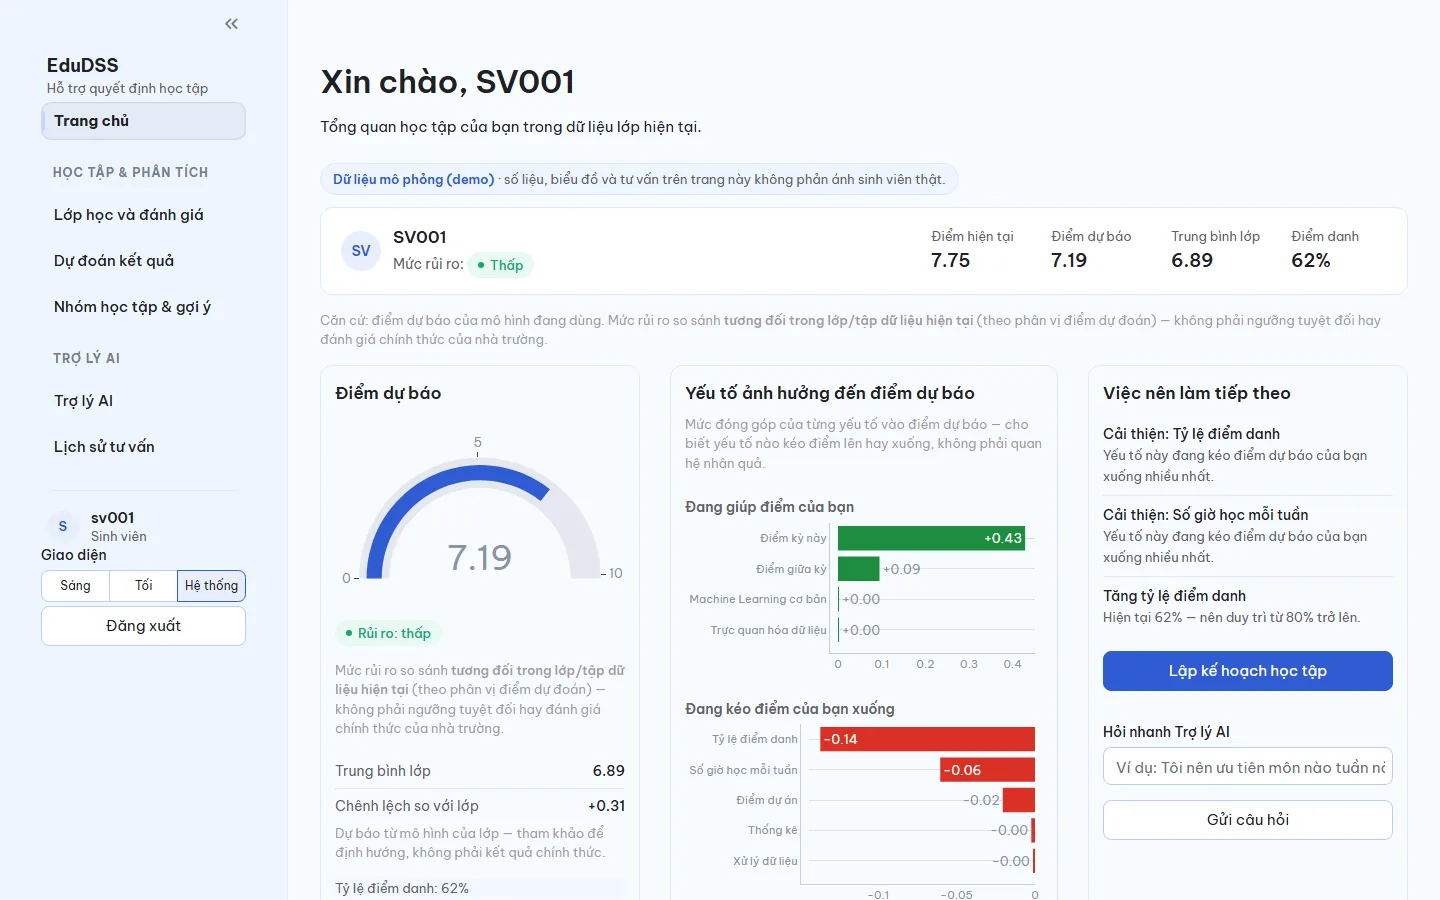 EduDSS
Hỗ trợ quyết định học tập
Trang chủ
HỌC TẬP & PHÂN TÍCH
Lớp học và đánh giá
Dự đoán kết quả
Nhóm học tập & gợi ý
TRỢ LÝ AI
Trợ lý AI
Lịch sử tư vấn
S
sv001
Sinh viên
Giao diện
Sáng
Tối
Hệ thống
Đăng xuất
Xin chào, SV001
Tổng quan học tập của bạn trong dữ liệu lớp hiện tại.
Dữ liệu mô phỏng (demo) · số liệu, biểu đồ và tư vấn trên trang này không phản ánh sinh viên thật.
SV
SV001
Mức rủi ro: Thấp
Điểm hiện tại
7.75
Điểm dự báo
7.19
Trung bình lớp
6.89
Điểm danh
62%
Căn cứ: điểm dự báo của mô hình đang dùng. Mức rủi ro so sánh tương đối trong lớp/tập dữ liệu hiện tại (theo phân vị điểm dự đoán) — không phải ngưỡng tuyệt đối hay
đánh giá chính thức của nhà trường.
Điểm dự báo
5
0
10
7.19
Rủi ro: thấp
Mức rủi ro so sánh tương đối trong lớp/tập dữ
liệu hiện tại (theo phân vị điểm dự đoán) —
không phải ngưỡng tuyệt đối hay đánh giá
chính thức của nhà trường.
Trung bình lớp 6.89
Chênh lệch so với lớp +0.31
Dự báo từ mô hình của lớp — tham khảo để
định hướng, không phải kết quả chính thức.
Tỷ lệ điểm danh: 62%
Yếu tố ảnh hưởng đến điểm dự báo
Mức đóng góp của từng yếu tố vào điểm dự báo — cho
biết yếu tố nào kéo điểm lên hay xuống, không phải quan
hệ nhân quả.
Đang giúp điểm của bạn
Điểm kỳ này +0.43
Điểm giữa kỳ +0.09
Machine Learning cơ bản +0.00
Trực quan hóa dữ liệu +0.00
0 0.1 0.2 0.3 0.4
Đang kéo điểm của bạn xuống
Tỷ lệ điểm danh −0.14
Số giờ học mỗi tuần −0.06
Điểm dự án −0.02
Thống kê −0.00
Xử lý dữ liệu −0.00
−0.1 −0.05 0
Việc nên làm tiếp theo
Cải thiện: Tỷ lệ điểm danh
Yếu tố này đang kéo điểm dự báo của bạn
xuống nhiều nhất.
Cải thiện: Số giờ học mỗi tuần
Yếu tố này đang kéo điểm dự báo của bạn
xuống nhiều nhất.
Tăng tỷ lệ điểm danh
Hiện tại 62% — nên duy trì từ 80% trở lên.
Lập kế hoạch học tập
Hỏi nhanh Trợ lý AI
Ví dụ: Tôi nên ưu tiên môn nào tuần
Gửi câu hỏi